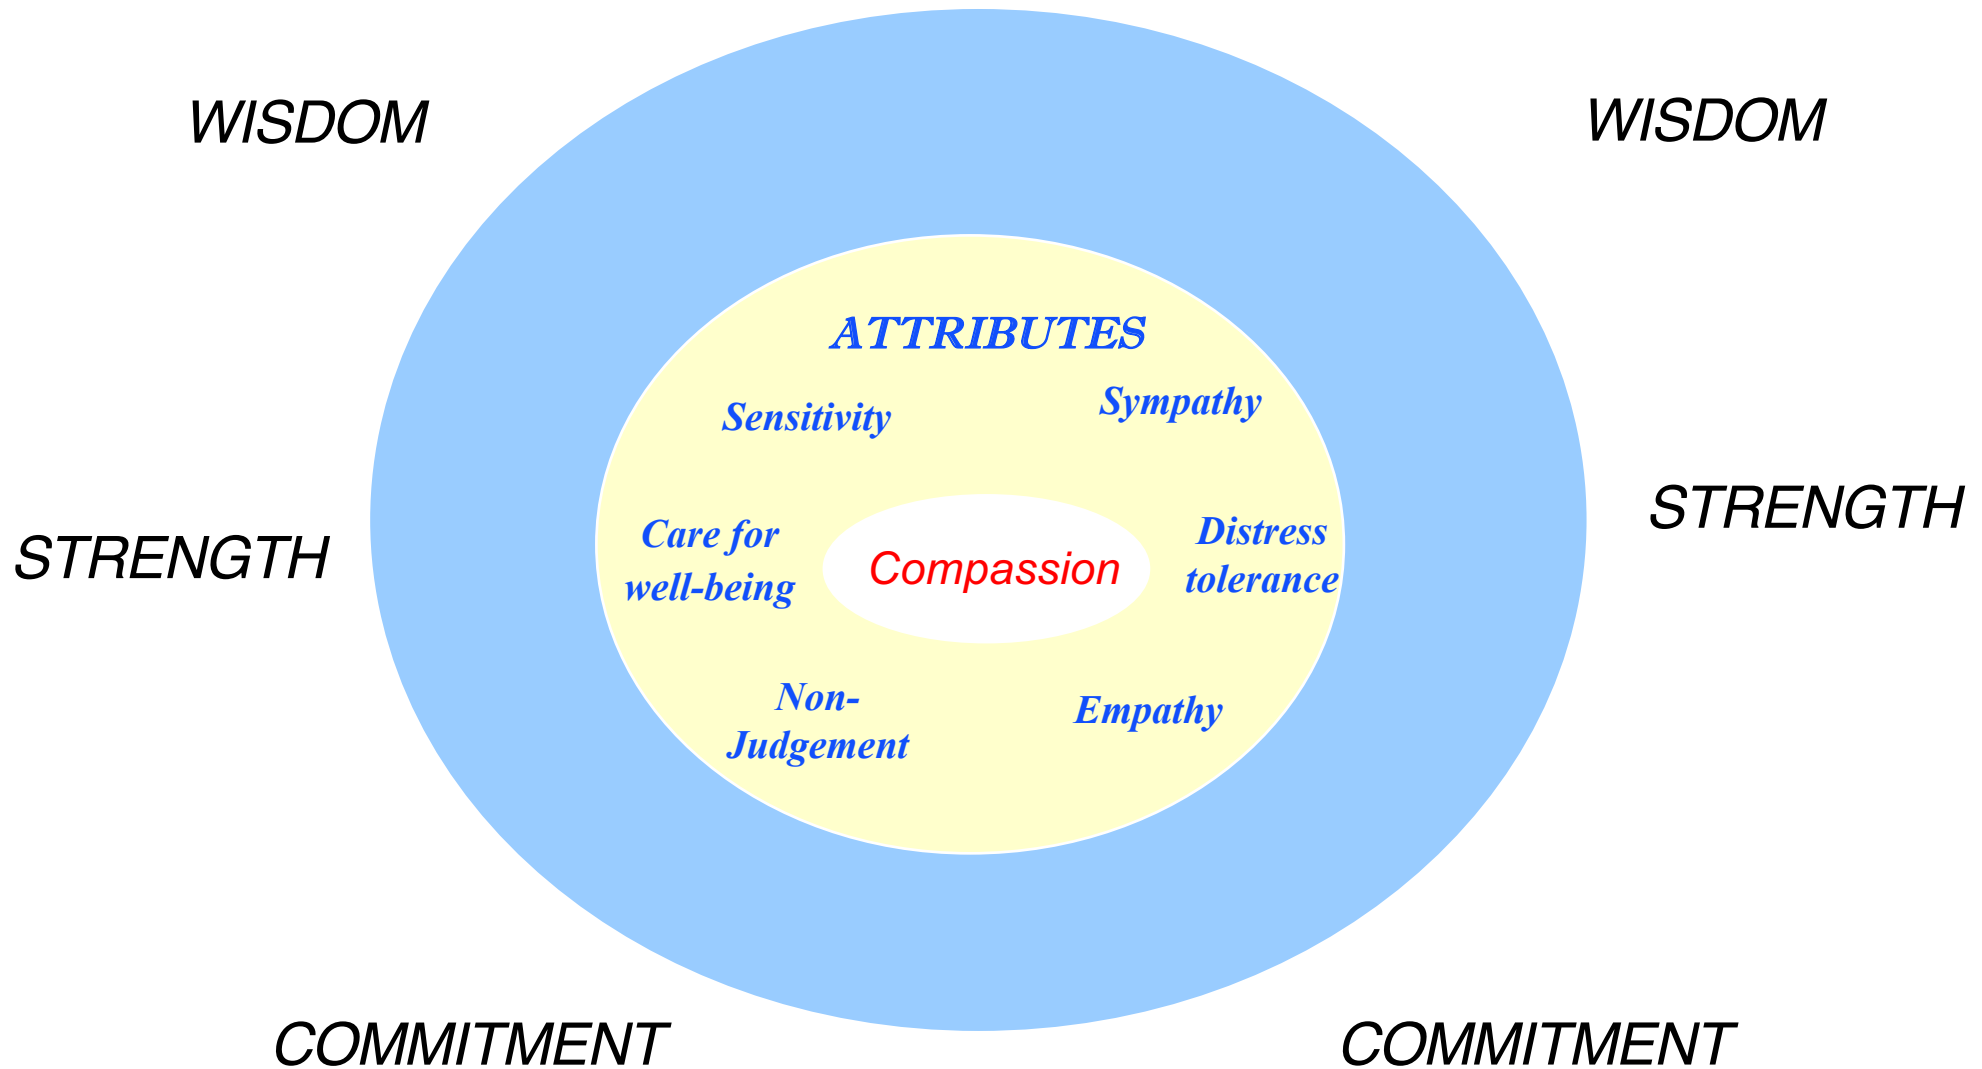 WISDOM
WISDOM
ATTRIBUTES
Sensitivity
Sympathy
Care for
well-being
Compassion
Distress
tolerance
STRENGTH
STRENGTH
Non-
Judgement
Empathy
COMMITMENT
COMMITMENT